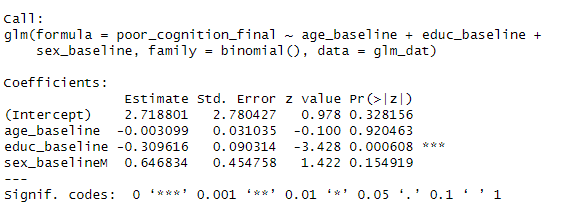 Call:
glm(formula = poor_cognition_final ~ age_baseline + educ_baseline +
    sex_baseline, family = binomial(), data = glm_dat)

Coefficients:
               Estimate Std. Error z value Pr(>|z|)
(Intercept)    2.718801   2.780427   0.978 0.328156
age_baseline  -0.003099   0.031035  -0.100 0.920463
educ_baseline -0.309616   0.090314  -3.428 0.000608 ***
sex_baselineM  0.646834   0.454758   1.422 0.154919
---
Signif. codes:  0 ‘***’ 0.001 ‘**’ 0.01 ‘*’ 0.05 ‘.’ 0.1 ‘ ’ 1